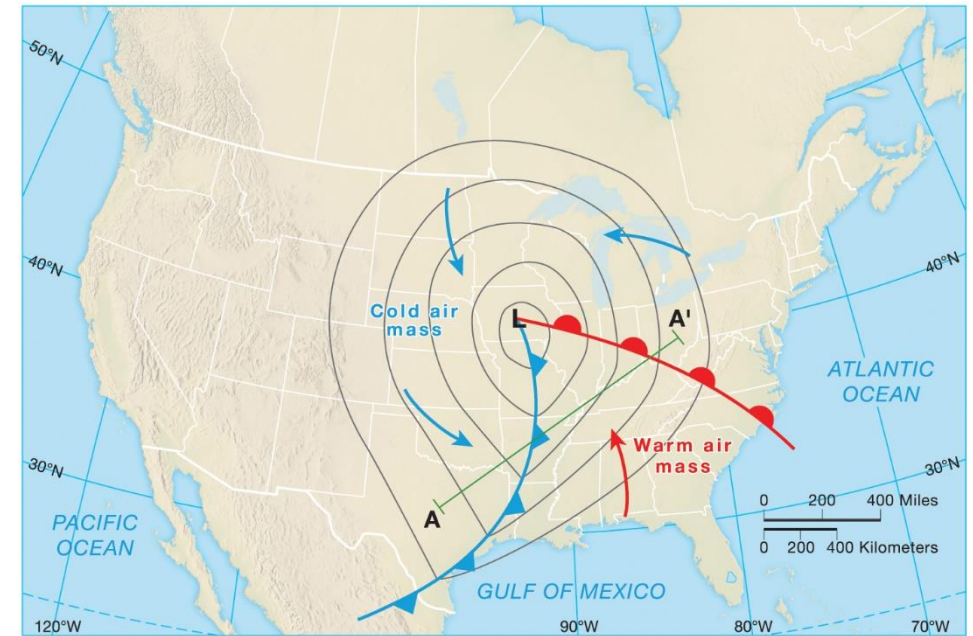 50°N
40°N
30°N
120°W
PACIFIC
OCEAN
Cold air
mass
L
A'
A
Warm air
mass
GULF OF MEXICO
ATLANTIC
OCEAN
40°N
30°N
0 200 400 Miles
0 200 400 Kilometers
90°W
80°W
70°W